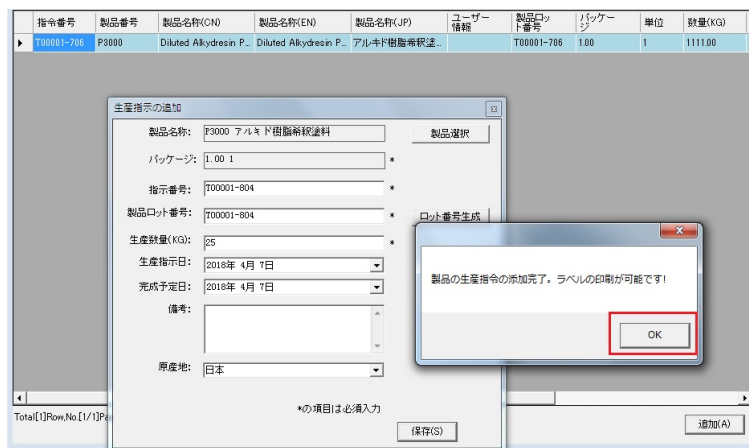 指令番号 製品番号 製品名称(CN) 製品名称(EN) 製品名称(JP) ユーザー情報 製品ロット番号 パッケージ 単位 数量(KG)
T00001-706 P3000 Diluted Alkydresin P... Diluted Alkydresin P... アルキド樹脂希釈塗... T00001-706 1.00 1 1111.00
生産指示の追加
製品名称: P3000 アルキド樹脂希釈塗料 製品選択
パッケージ: 1.00 1 *
指示番号: T00001-804 *
製品ロット番号: T00001-804 * ロット番号生成
生産数量(KG): 25 *
生産指示日: 2018年 4月 7日
完成予定日: 2018年 4月 7日
製品の生産指令の添加完了。ラベルの印刷が可能です!
OK
備考:
原産地: 日本
*の項目は必須入力
保存(S)
Total[1]Row,No.[1/1]Pa
追加(A)